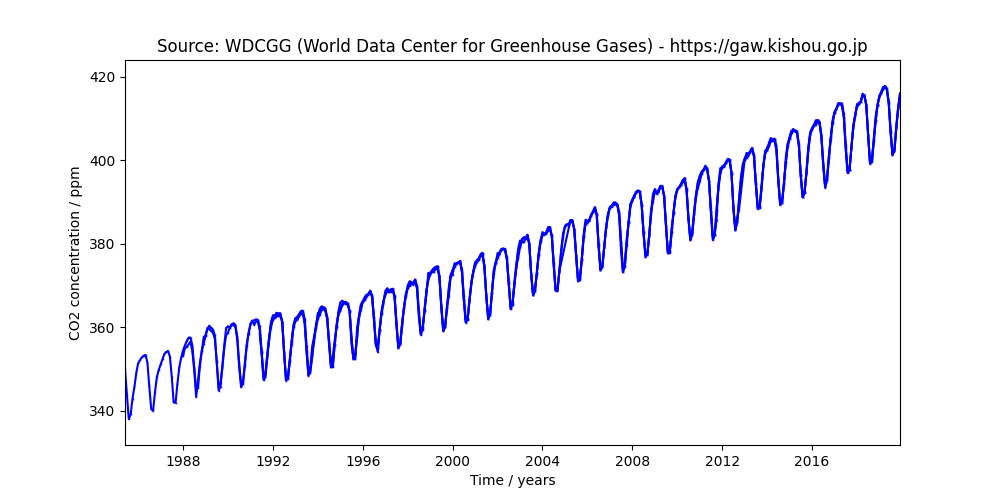 Source: WDCGG (World Data Center for Greenhouse Gases) - https://gaw.kishou.go.jp
420
400
380
360
340
CO2 concentration / ppm
1988 1992 1996 2000 2004 2008 2012 2016
Time / years